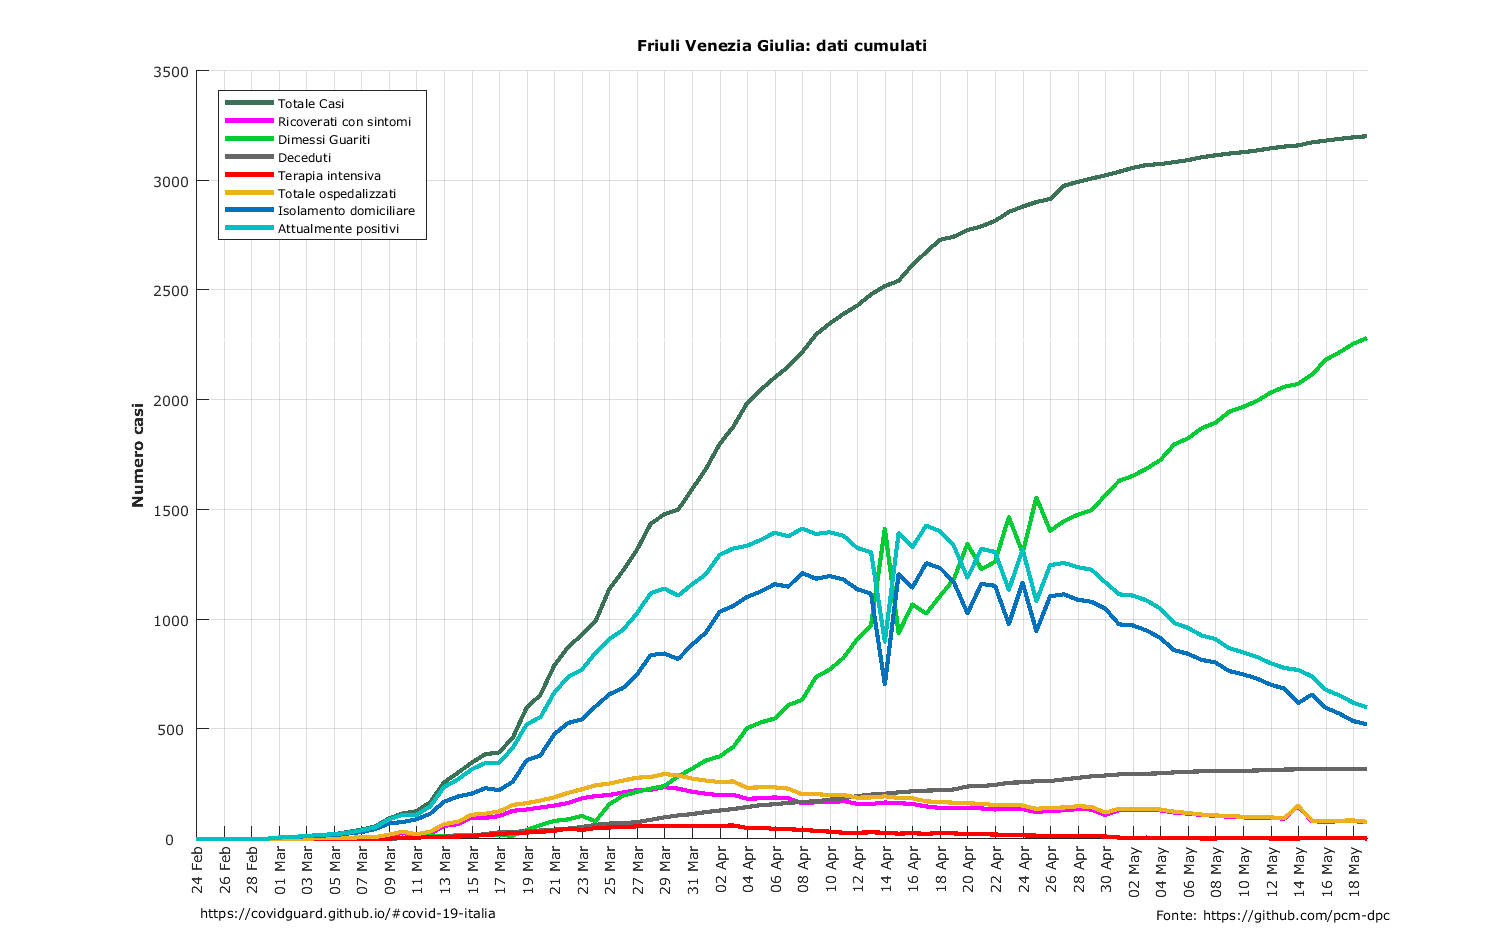 Friuli Venezia Giulia: dati cumulati
3500
3000
2500
2000
1500
1000
500
0
Numero casi
Totale Casi
Ricoverati con sintomi
Dimessi Guariti
Deceduti
Terapia intensiva
Totale ospedalizzati
Isolamento domiciliare
Attualmente positivi
24 Feb
26 Feb
28 Feb
01 Mar
03 Mar
05 Mar
07 Mar
09 Mar
11 Mar
13 Mar
15 Mar
17 Mar
19 Mar
21 Mar
23 Mar
25 Mar
27 Mar
29 Mar
31 Mar
02 Apr
04 Apr
06 Apr
08 Apr
10 Apr
12 Apr
14 Apr
16 Apr
18 Apr
20 Apr
22 Apr
24 Apr
26 Apr
28 Apr
30 Apr
02 May
04 May
06 May
08 May
10 May
12 May
14 May
16 May
18 May
https://covidguard.github.io/#covid-19-italia
Fonte: https://github.com/pcm-dpc